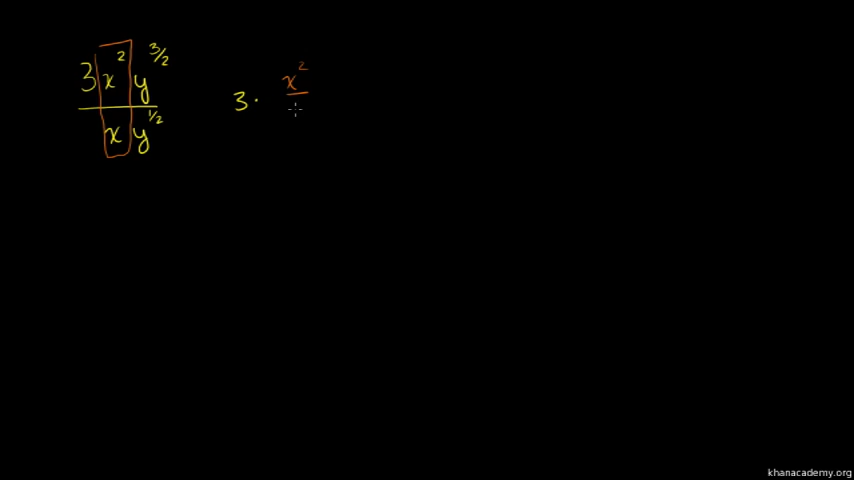 3x²y^3/2 / xy^1/2
3 · x² /
khanacademy.org